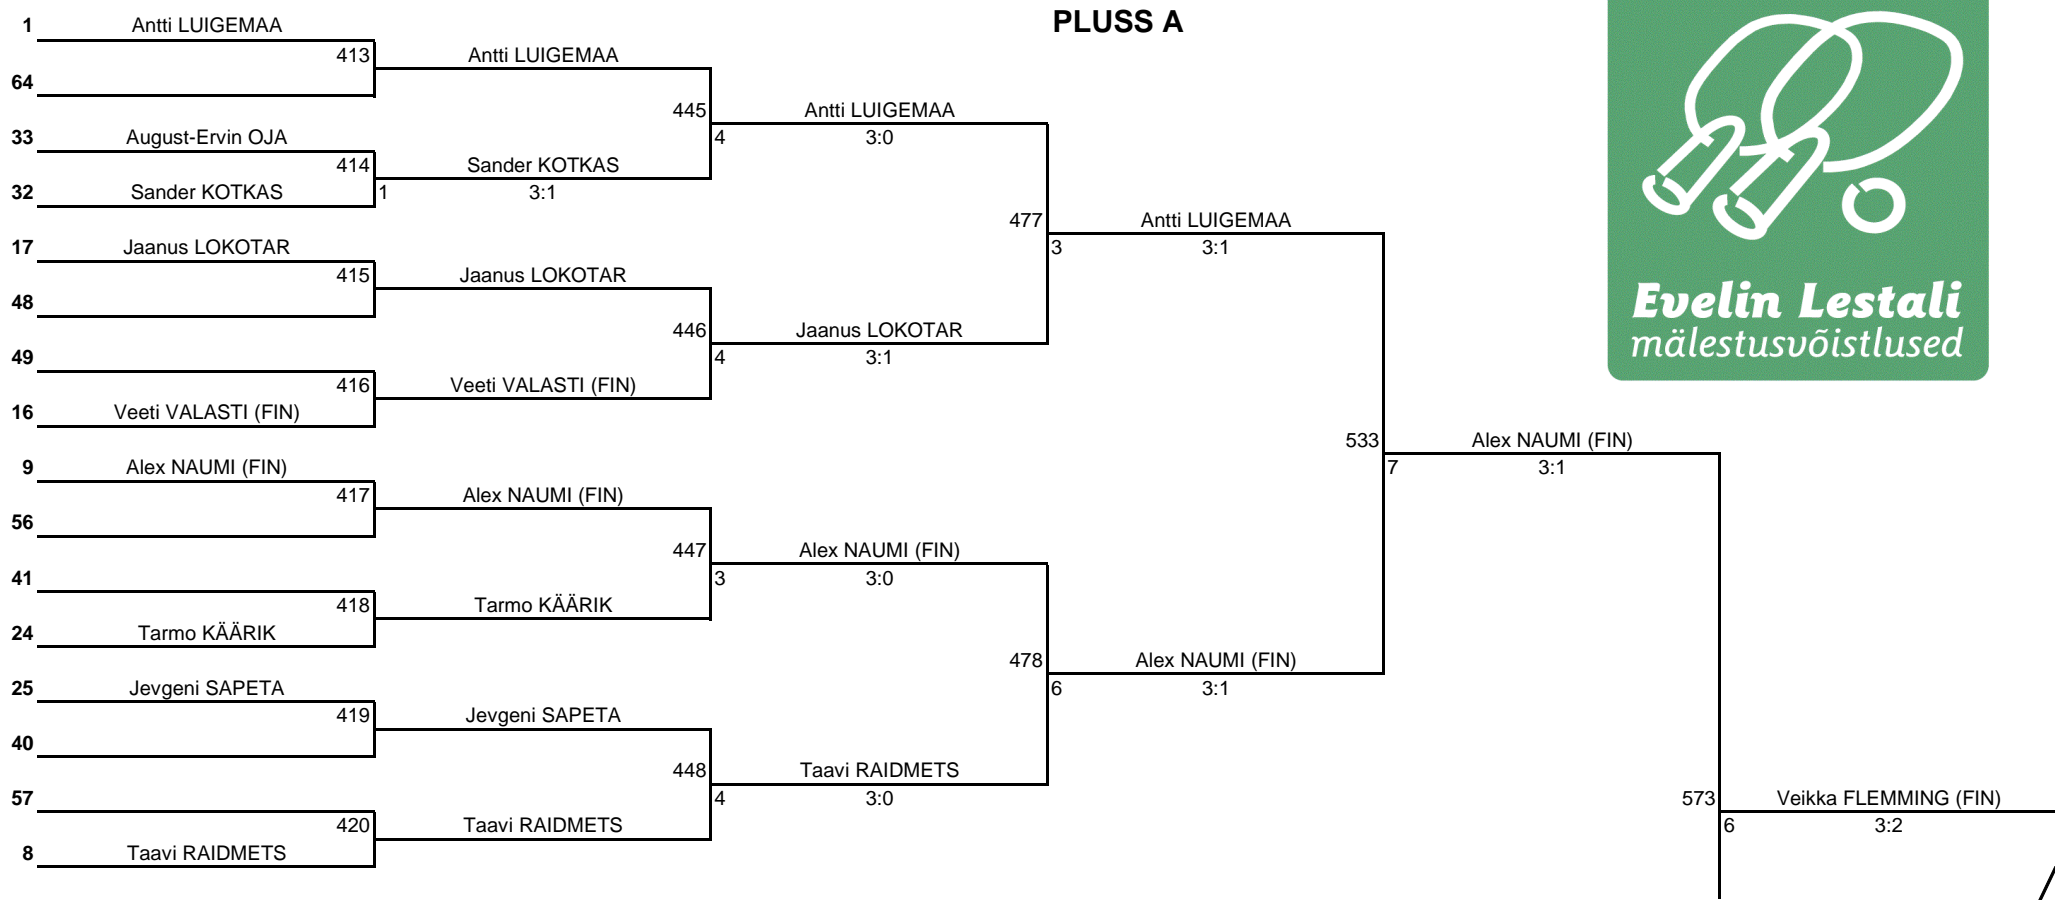 PLUSS A
1 Antti LUIGEMAA
413 Antti LUIGEMAA
64
445 Antti LUIGEMAA
33 August-Ervin OJA
4 3:0
414 Sander KOTKAS
32 Sander KOTKAS
1 3:1
477 Antti LUIGEMAA
17 Jaanus LOKOTAR
3 3:1
415 Jaanus LOKOTAR
48
446 Jaanus LOKOTAR
49
4 3:1
416 Veeti VALASTI (FIN)
16 Veeti VALASTI (FIN)
533 Alex NAUMI (FIN)
9 Alex NAUMI (FIN)
7 3:1
417 Alex NAUMI (FIN)
56
447 Alex NAUMI (FIN)
41
3 3:0
418 Tarmo KÄÄRIK
24 Tarmo KÄÄRIK
478 Alex NAUMI (FIN)
25 Jevgeni SAPETA
6 3:1
419 Jevgeni SAPETA
40
448 Taavi RAIDMETS
57
4 3:0
573 Veikka FLEMMING (FIN)
420 Taavi RAIDMETS
6 3:2
8 Taavi RAIDMETS
Evelin Lestali
mälestusvõistlused